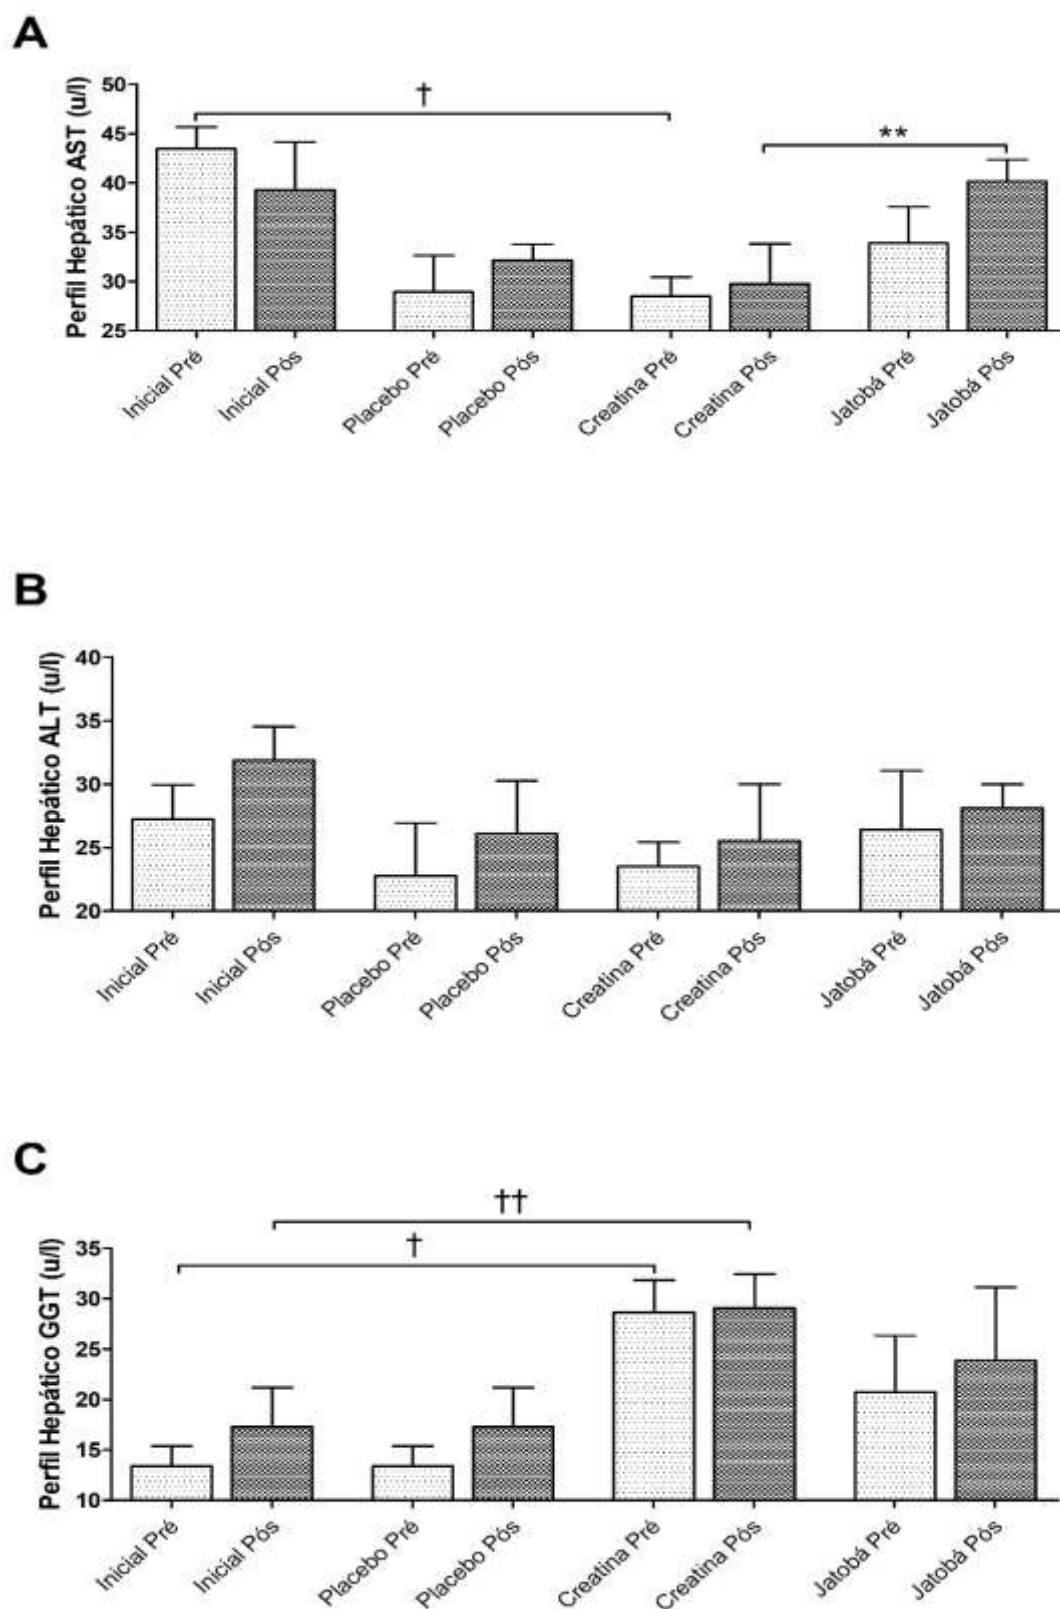 A
Perfil Hepático AST (u/l)
50
45
40
35
30
25
†
**
Inicial Pré
Inicial Pós
Placebo Pré
Placebo Pós
Creatina Pré
Creatina Pós
Jatobá Pré
Jatobá Pós
B
Perfil Hepático ALT (u/l)
40
35
30
25
20
Inicial Pré
Inicial Pós
Placebo Pré
Placebo Pós
Creatina Pré
Creatina Pós
Jatobá Pré
Jatobá Pós
C
Perfil Hepático GGT (u/l)
35
30
25
20
15
10
††
†
Inicial Pré
Inicial Pós
Placebo Pré
Placebo Pós
Creatina Pré
Creatina Pós
Jatobá Pré
Jatobá Pós